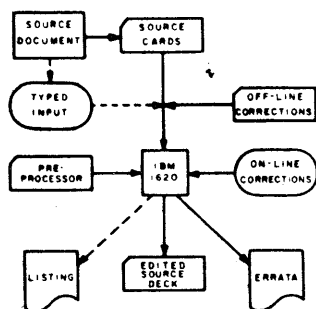 SOURCE
DOCUMENT
SOURCE
CARDS
TYPED
INPUT
OFF-LINE
CORRECTIONS
PRE-
PROCESSOR
IBM
1620
ON-LINE
CORRECTIONS
LISTING
EDITED
SOURCE
DECK
ERRATA